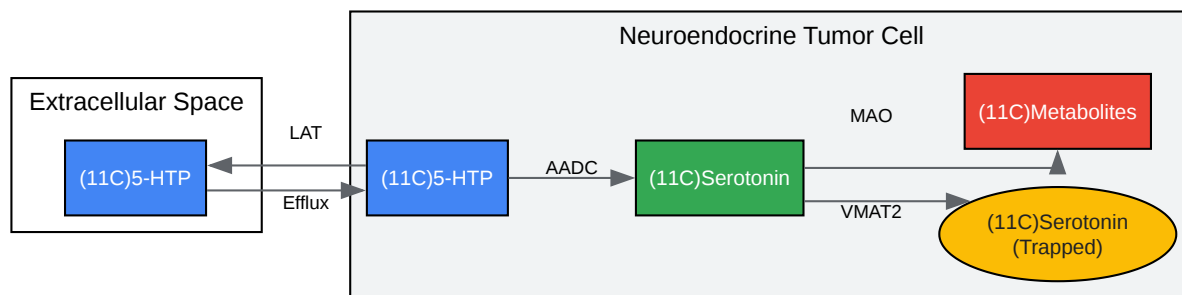 Neuroendocrine Tumor Cell
Extracellular Space
(11C)5-HTP
LAT
Efflux
(11C)5-HTP
AADC
(11C)Serotonin
MAO
VMAT2
(11C)Metabolites
(11C)Serotonin
(Trapped)